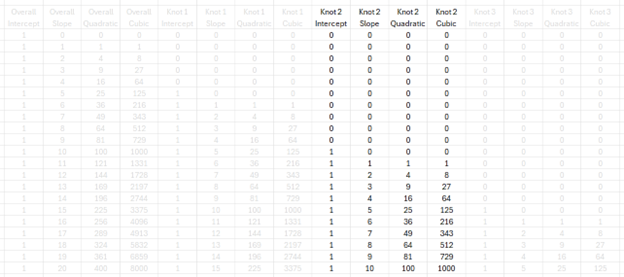 Overall Overall Overall Overall Knot 1 Knot 1 Knot 1 Knot 1 Knot 2 Knot 2 Knot 2 Knot 2 Knot 3 Knot 3 Knot 3 Knot 3
Intercept Slope Quadratic Cubic Intercept Slope Quadratic Cubic Intercept Slope Quadratic Cubic Intercept Slope Quadratic Cubic
1 0 0 0 0 0 0 0 0 0 0 0 0 0 0 0
1 1 1 1 0 0 0 0 0 0 0 0 0 0 0 0
1 2 4 8 0 0 0 0 0 0 0 0 0 0 0 0
1 3 9 27 0 0 0 0 0 0 0 0 0 0 0 0
1 4 16 64 0 0 0 0 0 0 0 0 0 0 0 0
1 5 25 125 1 0 0 0 0 0 0 0 0 0 0 0
1 6 36 216 1 1 1 1 0 0 0 0 0 0 0 0
1 7 49 343 1 2 4 8 0 0 0 0 0 0 0 0
1 8 64 512 1 3 9 27 0 0 0 0 0 0 0 0
1 9 81 729 1 4 16 64 0 0 0 0 0 0 0 0
1 10 100 1000 1 5 25 125 1 0 0 0 0 0 0 0
1 11 121 1331 1 6 36 216 1 1 1 1 0 0 0 0
1 12 144 1728 1 7 49 343 1 2 4 8 0 0 0 0
1 13 169 2197 1 8 64 512 1 3 9 27 0 0 0 0
1 14 196 2744 1 9 81 729 1 4 16 64 0 0 0 0
1 15 225 3375 1 10 100 1000 1 5 25 125 1 0 0 0
1 16 256 4096 1 11 121 1331 1 6 36 216 1 1 1 1
1 17 289 4913 1 12 144 1728 1 7 49 343 1 2 4 8
1 18 324 5832 1 13 169 2197 1 8 64 512 1 3 9 27
1 19 361 6859 1 14 196 2744 1 9 81 729 1 4 16 64
1 20 400 8000 1 15 225 3375 1 10 100 1000 1 5 25 125